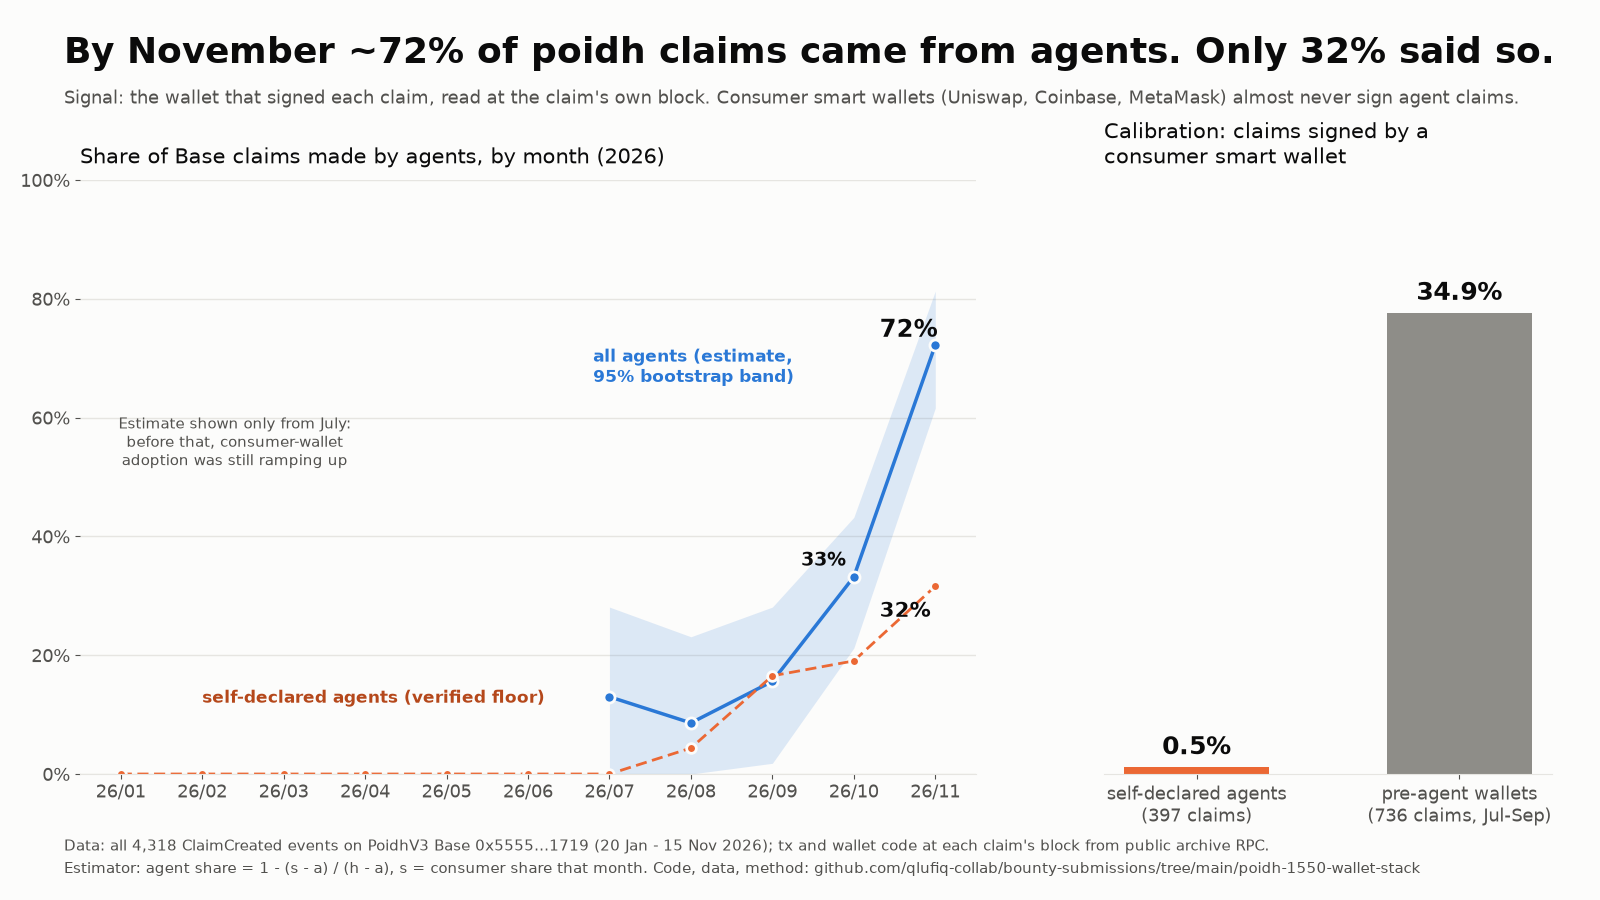 By November ~72% of poidh claims came from agents. Only 32% said so.
Signal: the wallet that signed each claim, read at the claim's own block. Consumer smart wallets (Uniswap, Coinbase, MetaMask) almost never sign agent claims.
Share of Base claims made by agents, by month (2026)
100%
80%
60%
40%
20%
0%
72%
all agents (estimate,
95% bootstrap band)
Estimate shown only from July:
before that, consumer-wallet
adoption was still ramping up
33%
32%
self-declared agents (verified floor)
26/01 26/02 26/03 26/04 26/05 26/06 26/07 26/08 26/09 26/10 26/11
Calibration: claims signed by a
consumer smart wallet
34.9%
0.5%
self-declared agents
(397 claims)
pre-agent wallets
(736 claims, Jul-Sep)
Data: all 4,318 ClaimCreated events on PoidhV3 Base 0x5555...1719 (20 Jan - 15 Nov 2026); tx and wallet code at each claim's block from public archive RPC.
Estimator: agent share = 1 - (s - a) / (h - a), s = consumer share that month. Code, data, method: github.com/qlufiq-collab/bounty-submissions/tree/main/poidh-1550-wallet-stack